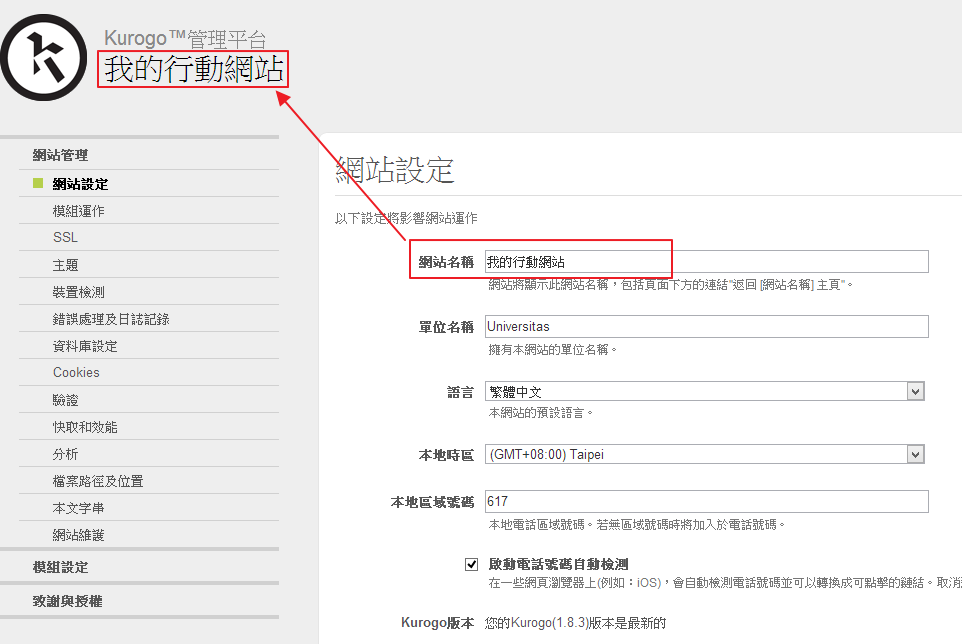 Kurogo™管理平台
我的行動網站
網站管理
網站設定
模組運作
SSL
主題
裝置檢測
錯誤處理及日誌記錄
資料庫設定
Cookies
驗證
快取和效能
分析
檔案路徑及位置
本文字串
網站維護
模組設定
致謝與授權
網站設定
以下設定將影響網站運作
網站名稱 我的行動網站
網站將顯示此網站名稱，包括頁面下方的連結"返回 [網站名稱] 主頁"。
單位名稱 Universitas
擁有本網站的單位名稱。
語言 繁體中文
本網站的預設語言。
本地時區 (GMT+08:00) Taipei
本地區域號碼 617
本地電話區域號碼。若無區域號碼時將加入於電話號碼。
啟動電話號碼自動檢測
在一些網頁瀏覽器上(例如：iOS)，會自動檢測電話號碼並可以轉換成可點擊的鏈結。取消
Kurogo版本 您的Kurogo(1.8.3)版本是最新的